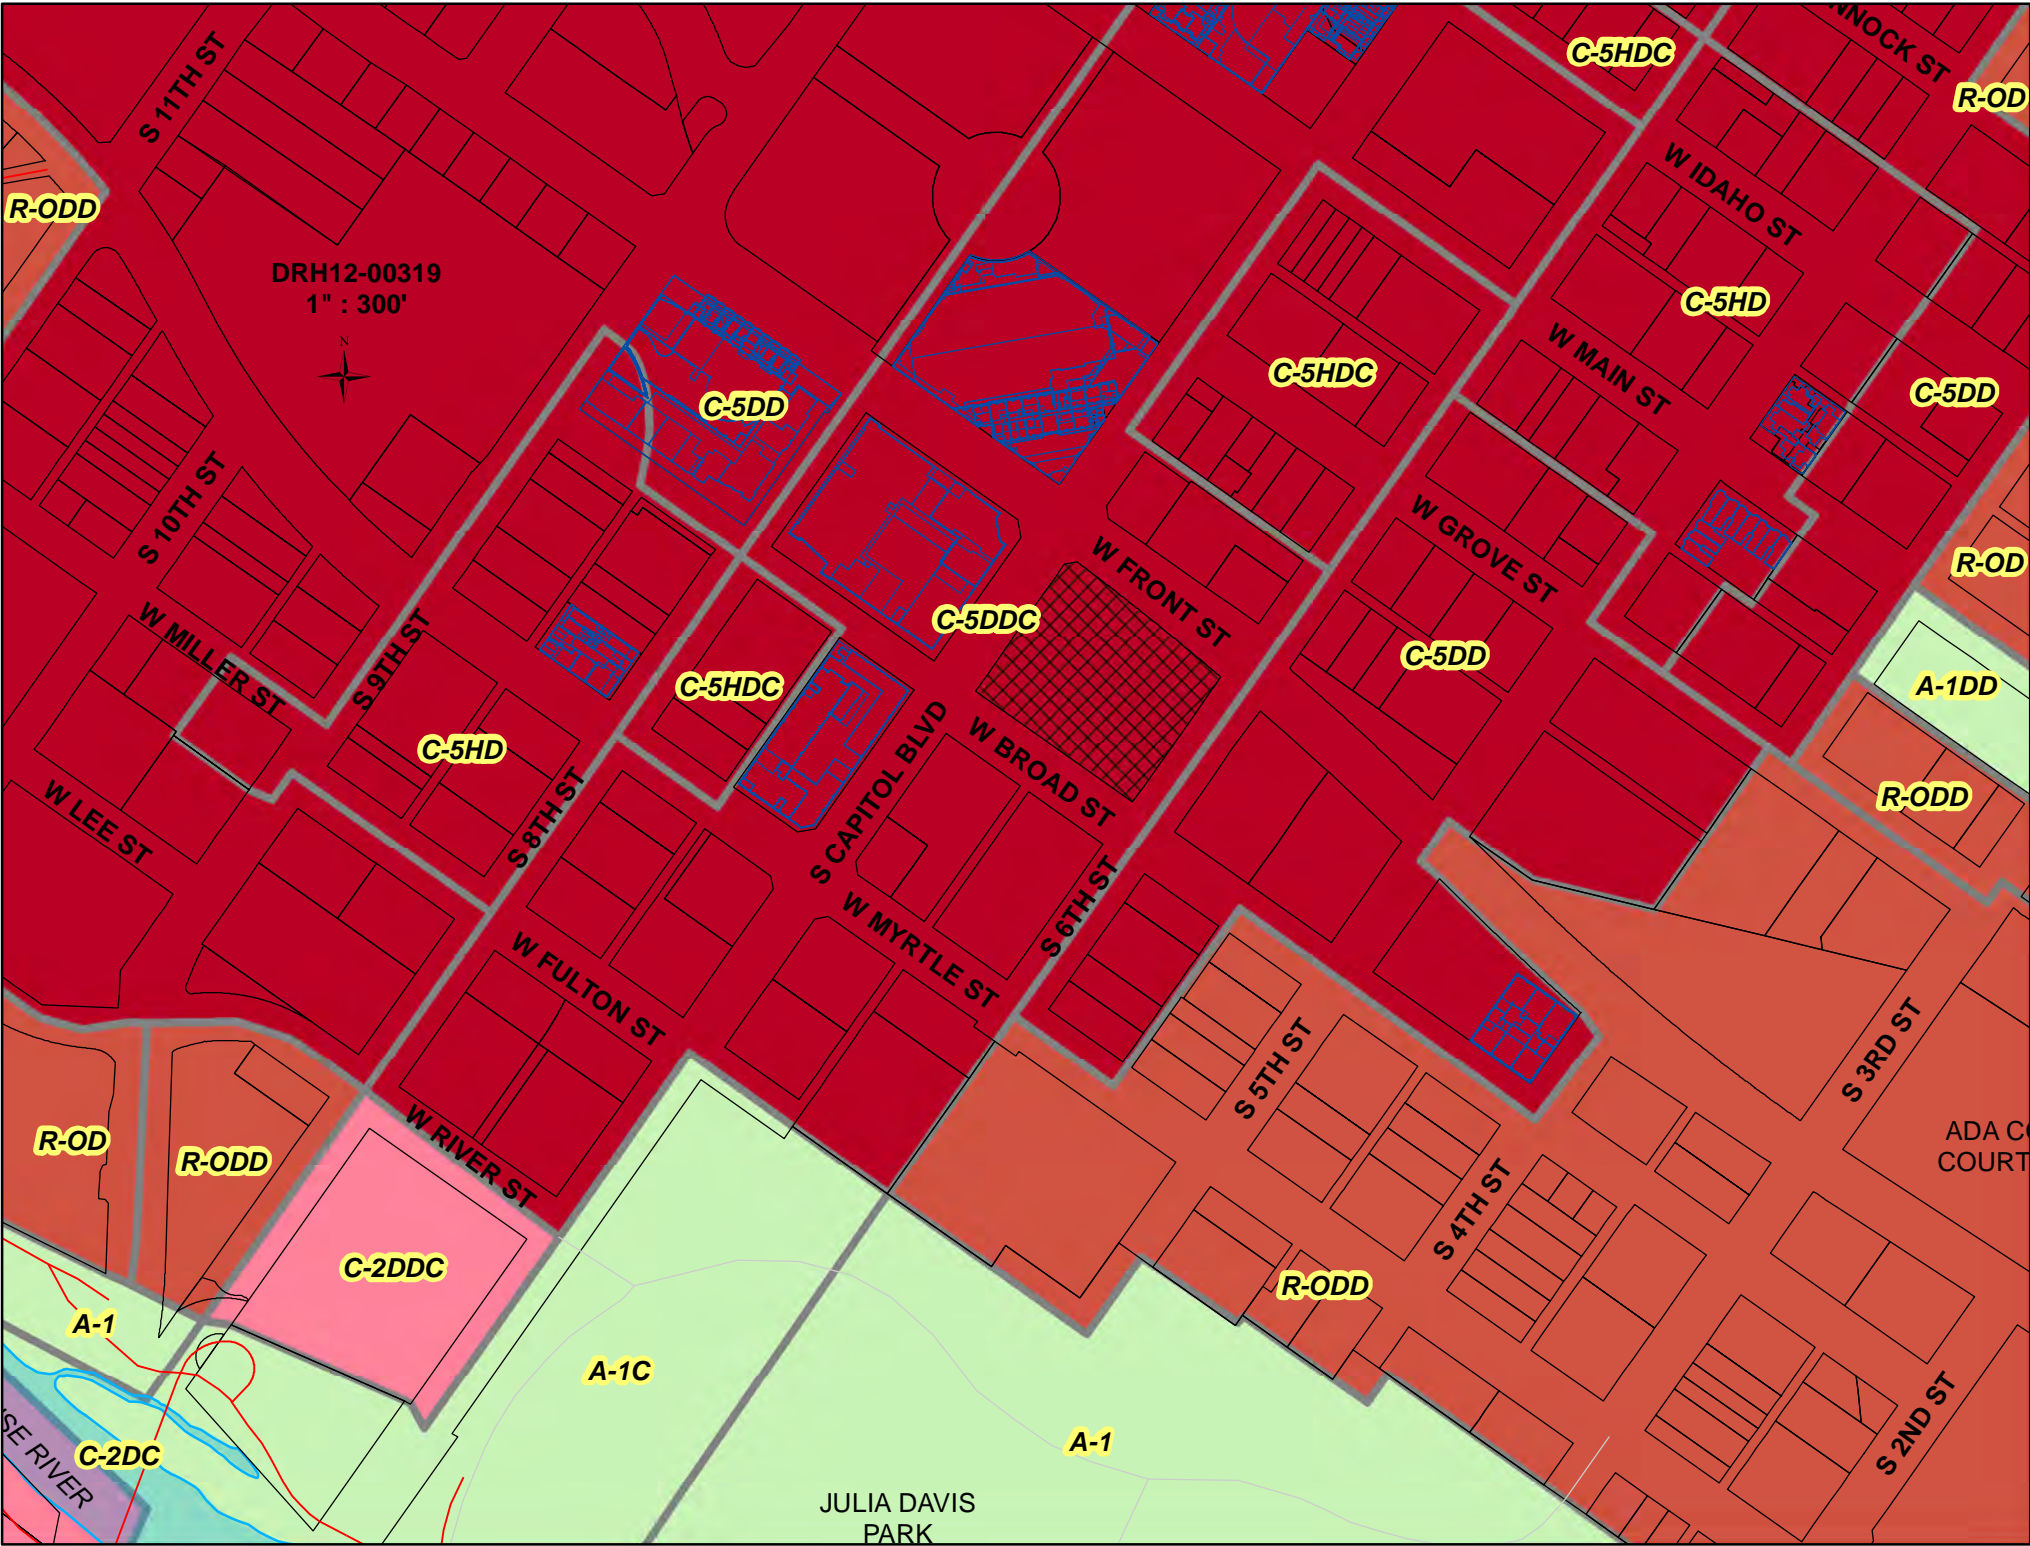 NNOCK ST
C-5HDC
R-OD
S 11TH ST
W IDAHO ST
R-ODD
DRH12-00319
1" : 300'
N
C-5HD
W MAIN ST
C-5HDC
C-5DD
C-5DD
S 10TH ST
W GROVE ST
W FRONT ST
R-OD
C-5DDC
W MILLER ST
S 9TH ST
C-5DD
C-5HDC
A-1DD
C-5HD
W BROAD ST
S CAPITOL BLVD
R-ODD
W LEE ST
S 8TH ST
S 6TH ST
W MYRTLE ST
W FULTON ST
S 5TH ST
S 3RD ST
ADA CO
COURT
R-OD
R-ODD
W RIVER ST
S 4TH ST
C-2DDC
R-ODD
A-1
A-1C
S 2ND ST
A-1
C-2DC
ISE RIVER
JULIA DAVIS
PARK